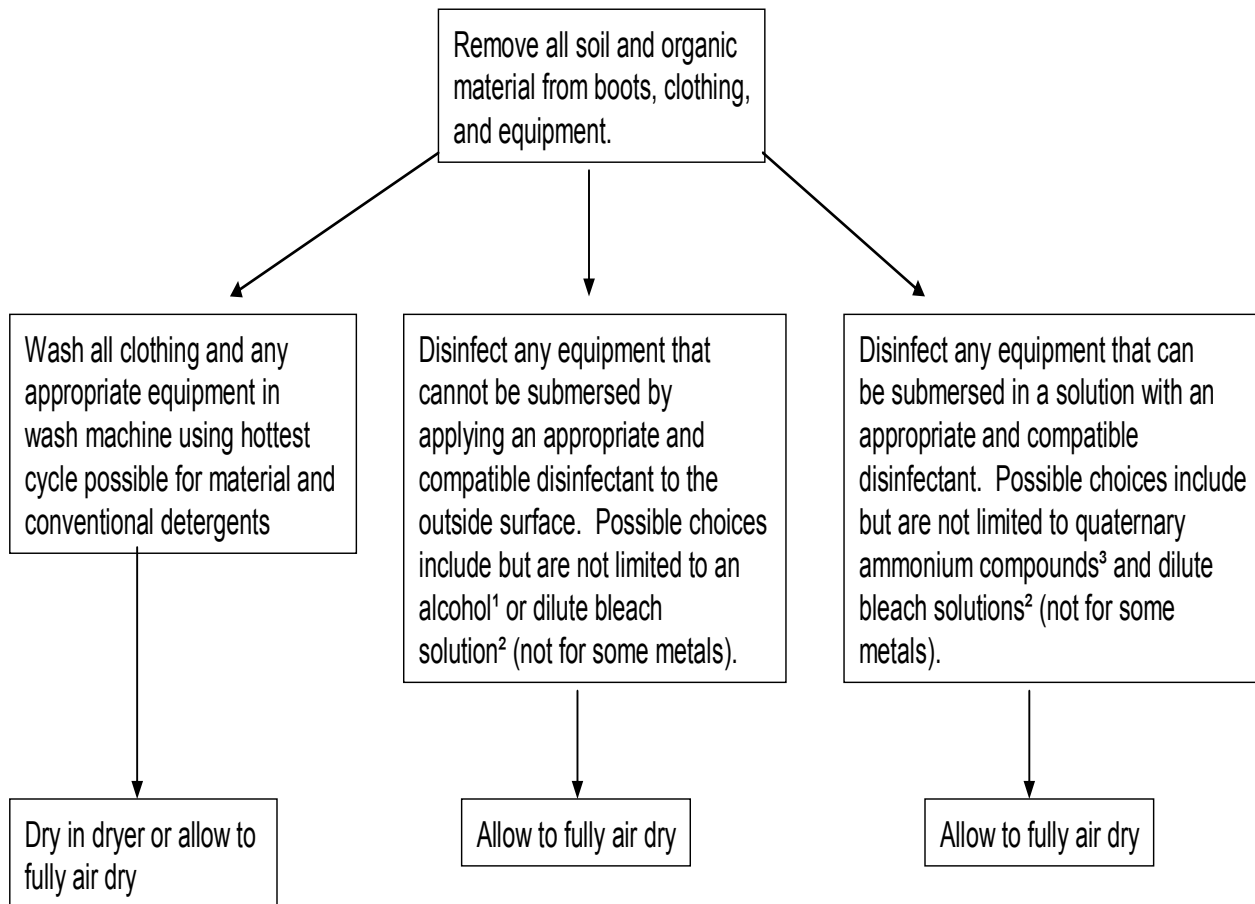 Remove all soil and organic
material from boots, clothing,
and equipment.
Wash all clothing and any
appropriate equipment in
wash machine using hottest
cycle possible for material and
conventional detergents
Disinfect any equipment that
cannot be submersed by
applying an appropriate and
compatible disinfectant to the
outside surface.  Possible choices
include but are not limited to an
alcohol¹ or dilute bleach
solution² (not for some metals).
Disinfect any equipment that can
be submersed in a solution with an
appropriate and compatible
disinfectant.  Possible choices include
but are not limited to quaternary
ammonium compounds³ and dilute
bleach solutions² (not for some
metals).
Dry in dryer or allow to
fully air dry
Allow to fully air dry
Allow to fully air dry